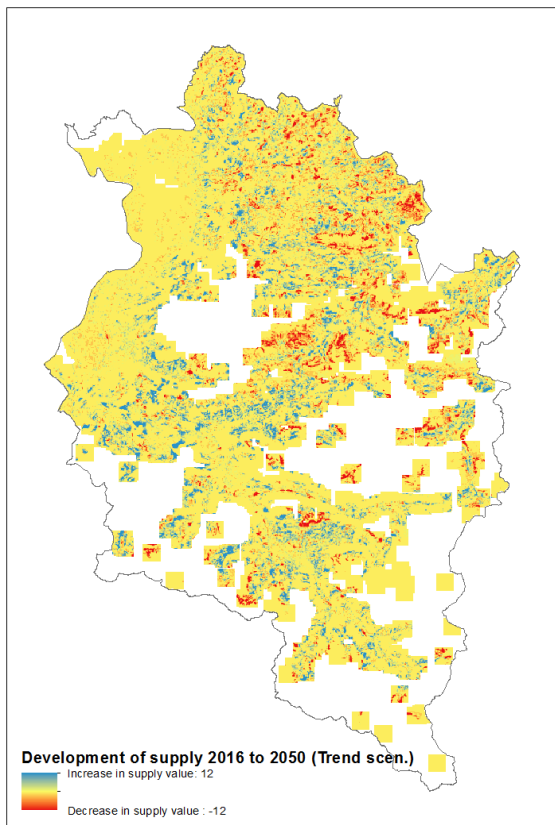 Development of supply 2016 to 2050 (Trend scen.)
Increase in supply value: 12
Decrease in supply value : -12